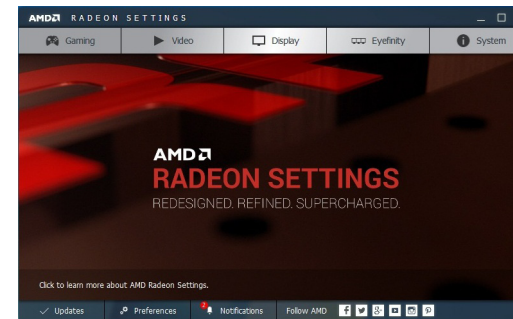 AMD RADEON SETTINGS
Gaming Video Display Eyefinity System
AMD
RADEON SETTINGS
REDESIGNED. REFINED. SUPERCHARGED.
Click to learn more about AMD Radeon Settings.
Updates Preferences 2 Notifications Follow AMD